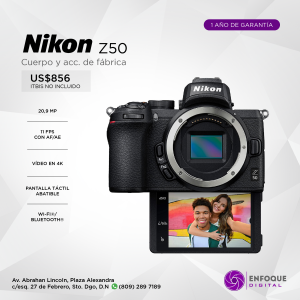 1 AÑO DE GARANTÍA
Nikon Z50
Cuerpo y acc. de fábrica
US$856
ITBIS NO INCLUIDO
20,9 MP
11 FPS
CON AF/AE
VÍDEO EN 4K
PANTALLA TÁCTIL
ABATIBLE
WI-FI®/
BLUETOOTH®
Av. Abrahan Lincoln, Plaza Alexandra
c/esq. 27 de Febrero, Sto. Dgo, D.N (809) 289 7189
ENFOQUE
DIGITAL